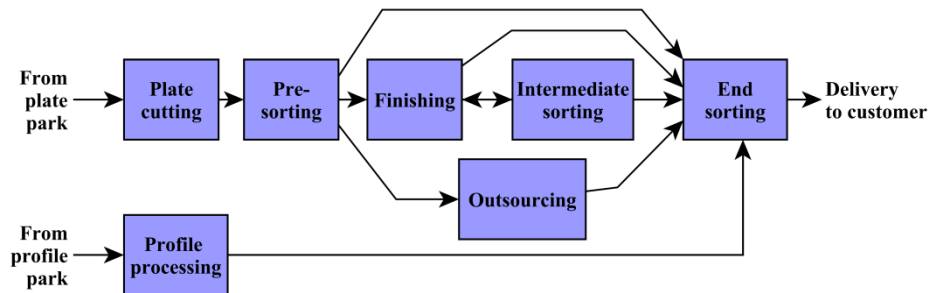 From
plate
park
Plate
cutting
Pre-
sorting
Finishing
Intermediate
sorting
End
sorting
Delivery
to customer
Outsourcing
From
profile
park
Profile
processing